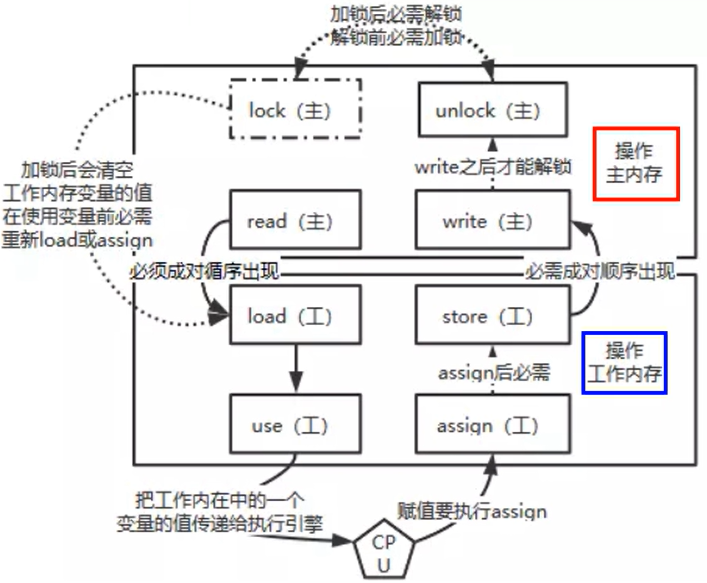 加锁后必需解锁
解锁前必需加锁
lock（主）
unlock（主）
操作
主内存
write之后才能解锁
加锁后会清空
工作内存变量的值
在使用变量前必需
重新load或assign
read（主）
write（主）
必须成对循序出现
必需成对顺序出现
load（工）
store（工）
操作
工作内存
assign后必需
use（工）
assign（工）
把工作内在中的一个
变量的值传递给执行引擎
赋值要执行assign
CP
U